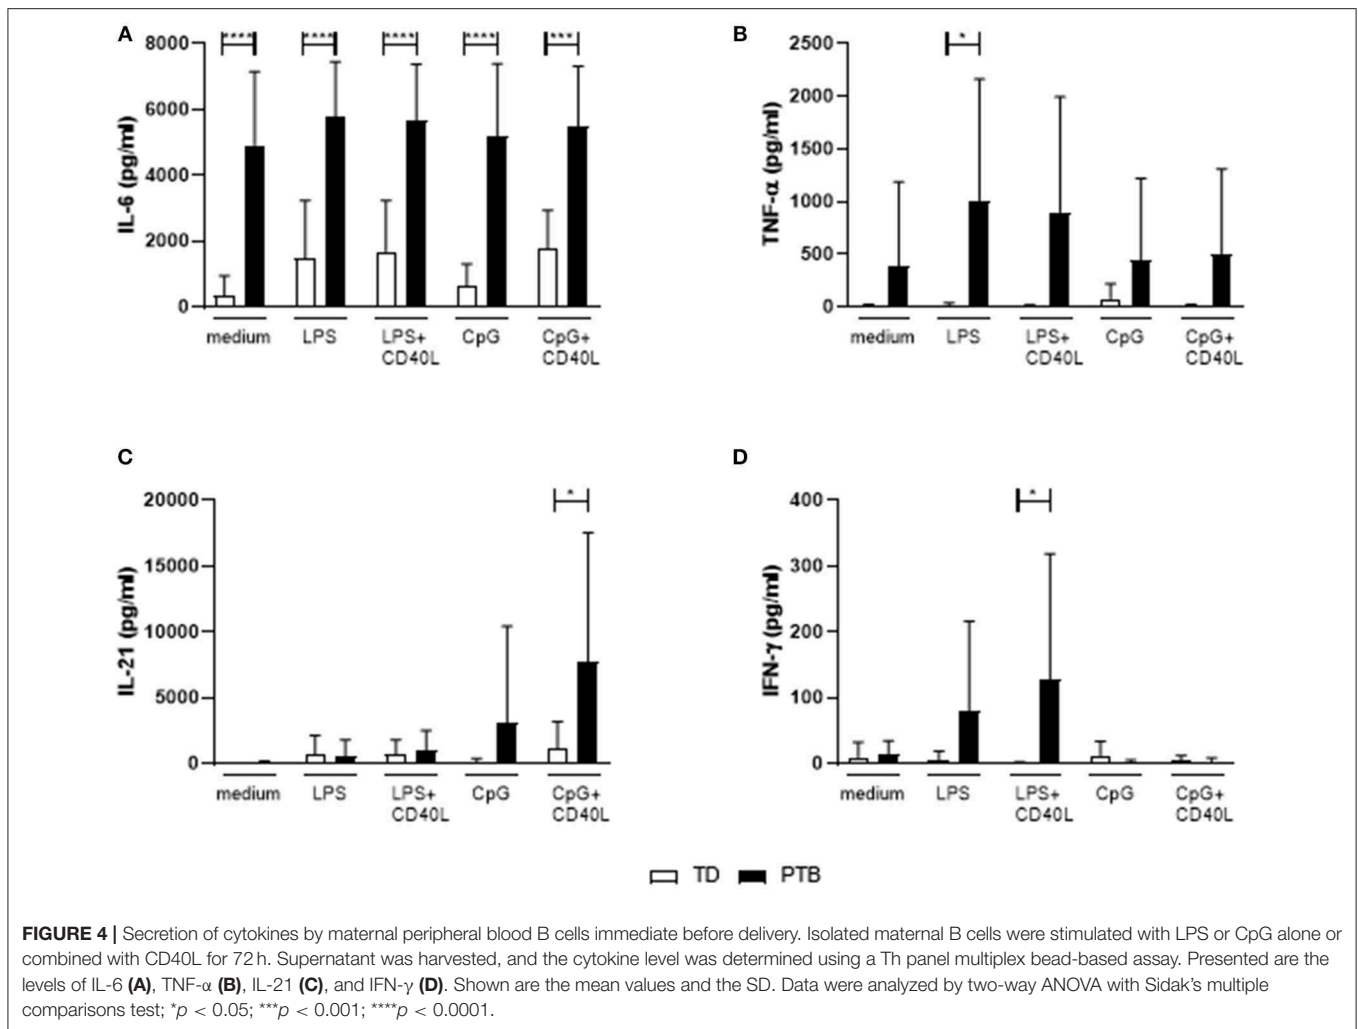 A
8000
6000
4000
2000
0
IL-6 (pg/ml)
**** **** **** **** ***
medium LPS LPS+ CpG CpG+
CD40L CD40L
B
2500
2000
1500
1000
500
0
TNF-α (pg/ml)
*
medium LPS LPS+ CpG CpG+
CD40L CD40L
C
20000
15000
10000
5000
0
IL-21 (pg/ml)
*
medium LPS LPS+ CpG CpG+
CD40L CD40L
D
400
300
200
100
0
IFN-γ (pg/ml)
*
medium LPS LPS+ CpG CpG+
CD40L CD40L
TD PTB
FIGURE 4 | Secretion of cytokines by maternal peripheral blood B cells immediate before delivery. Isolated maternal B cells were stimulated with LPS or CpG alone or
combined with CD40L for 72 h. Supernatant was harvested, and the cytokine level was determined using a Th panel multiplex bead-based assay. Presented are the
levels of IL-6 (A), TNF-α (B), IL-21 (C), and IFN-γ (D). Shown are the mean values and the SD. Data were analyzed by two-way ANOVA with Sidak's multiple
comparisons test; *p < 0.05; ***p < 0.001; ****p < 0.0001.